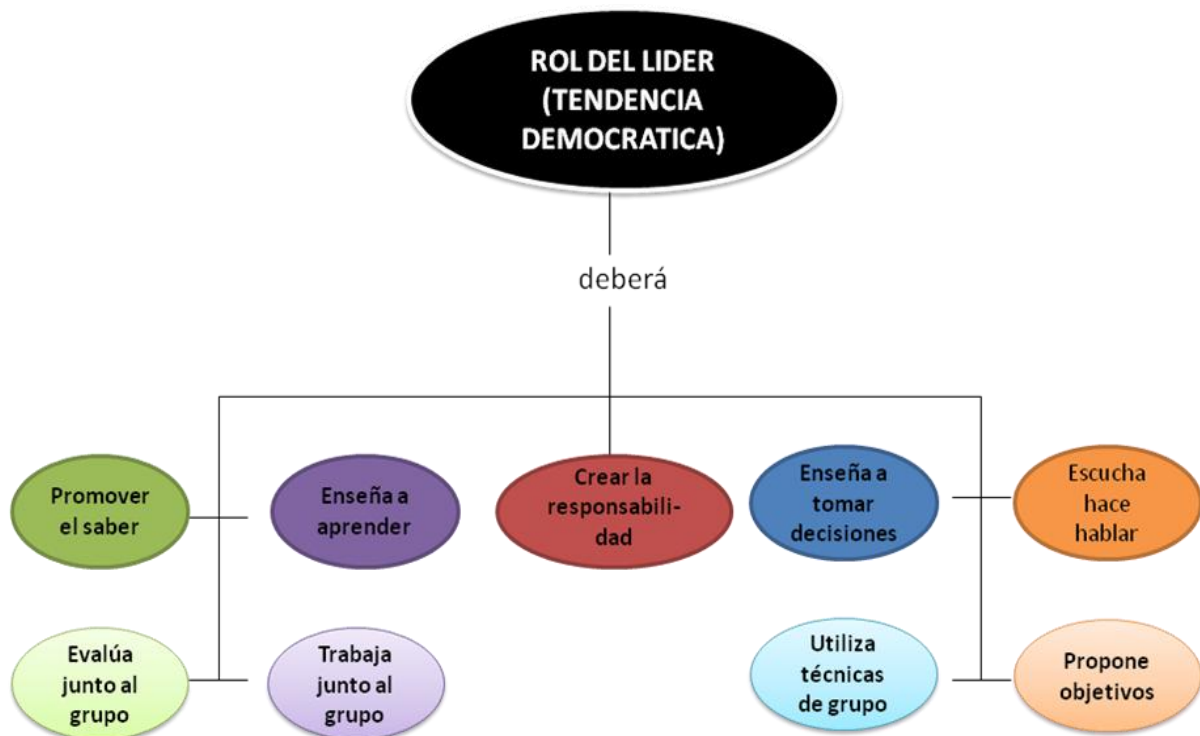 ROL DEL LIDER
(TENDENCIA
DEMOCRATICA)
deberá
Promover
el saber
Enseña a
aprender
Crear la
responsabili-
dad
Enseña a
tomar
decisiones
Escucha
hace
hablar
Evalúa
junto al
grupo
Trabaja
junto al
grupo
Utiliza
técnicas
de grupo
Propone
objetivos